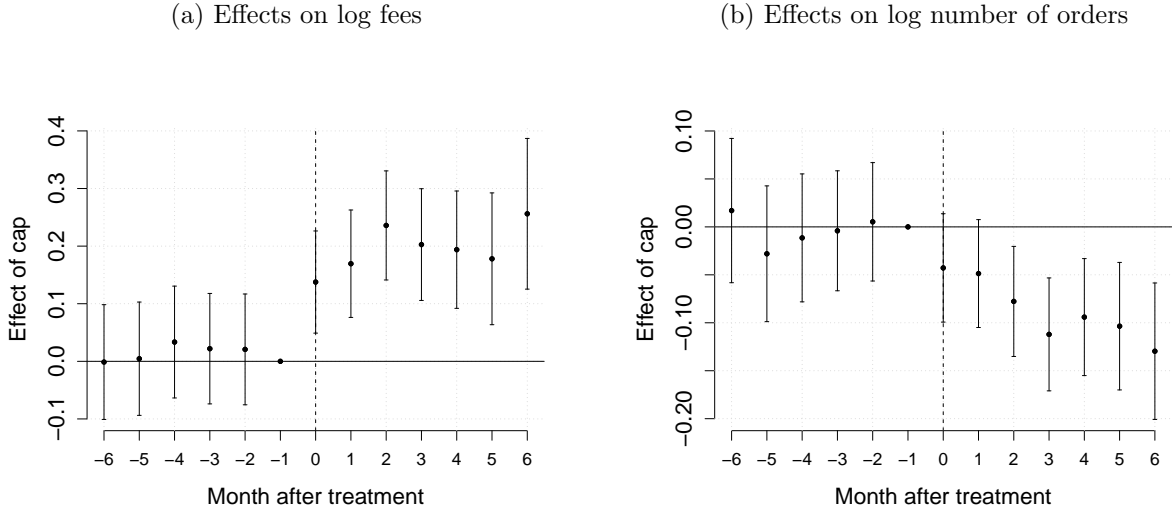 (a) Effects on log fees
0.4
0.3
0.2
0.1
0.0
−0.1
Effect of cap
−6 −5 −4 −3 −2 −1 0 1 2 3 4 5 6
Month after treatment
(b) Effects on log number of orders
0.10
0.00
−0.10
−0.20
Effect of cap
−6 −5 −4 −3 −2 −1 0 1 2 3 4 5 6
Month after treatment